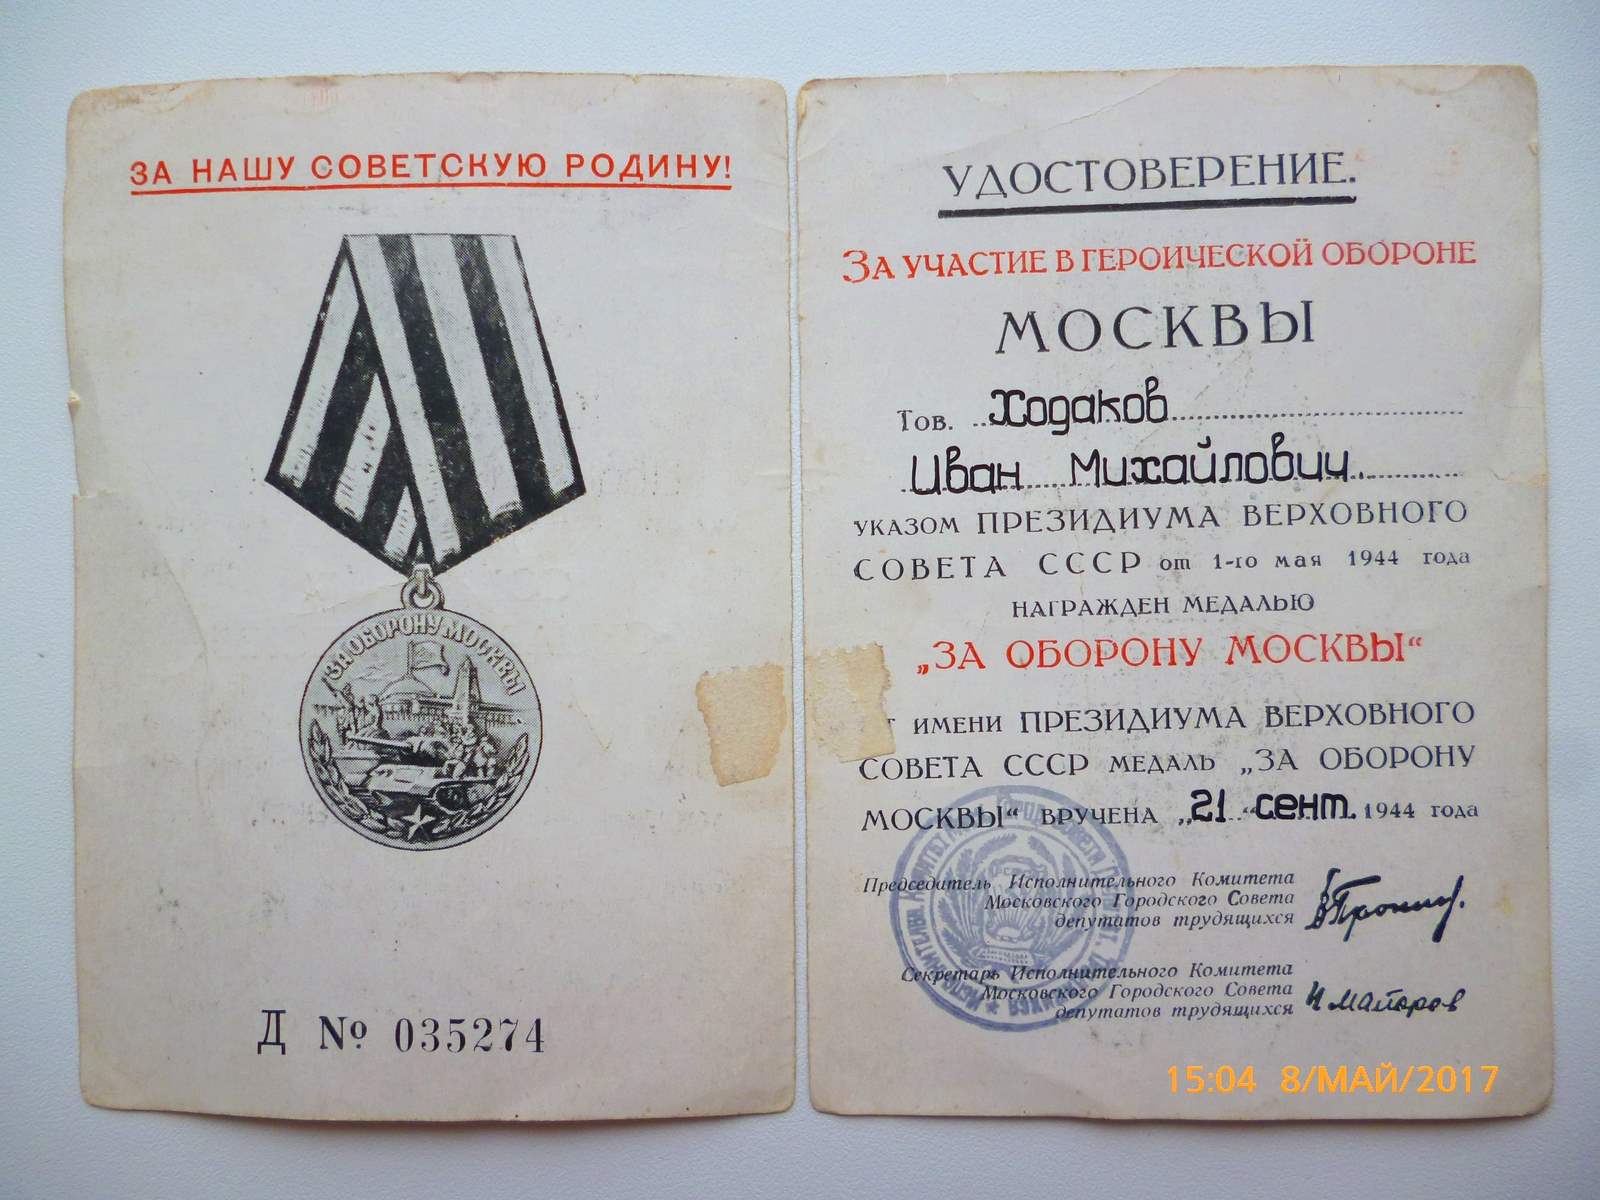 ЗА НАШУ СОВЕТСКУЮ РОДИНУ!
ЗА ОБОРОНУ МОСКВЫ
Д № 035274
УДОСТОВЕРЕНИЕ.
ЗА УЧАСТИЕ В ГЕРОИЧЕСКОЙ ОБОРОНЕ
МОСКВЫ
Тов. Ходаков
Иван Михайлович.
УКАЗОМ ПРЕЗИДИУМА ВЕРХОВНОГО
СОВЕТА СССР от 1-го мая 1944 года
НАГРАЖДЕН МЕДАЛЬЮ
„ЗА ОБОРОНУ МОСКВЫ“
т ИМЕНИ ПРЕЗИДИУМА ВЕРХОВНОГО
СОВЕТА СССР МЕДАЛЬ „ЗА ОБОРОНУ
МОСКВЫ“ ВРУЧЕНА „21“ сент. 1944 года
Председатель Исполнительного Комитета
Московского Городского Совета
депутатов трудящихся
ВПронин.
Секретарь Исполнительного Комитета
Московского Городского Совета
депутатов трудящихся
И Майоров
15:04 8/МАЙ/2017